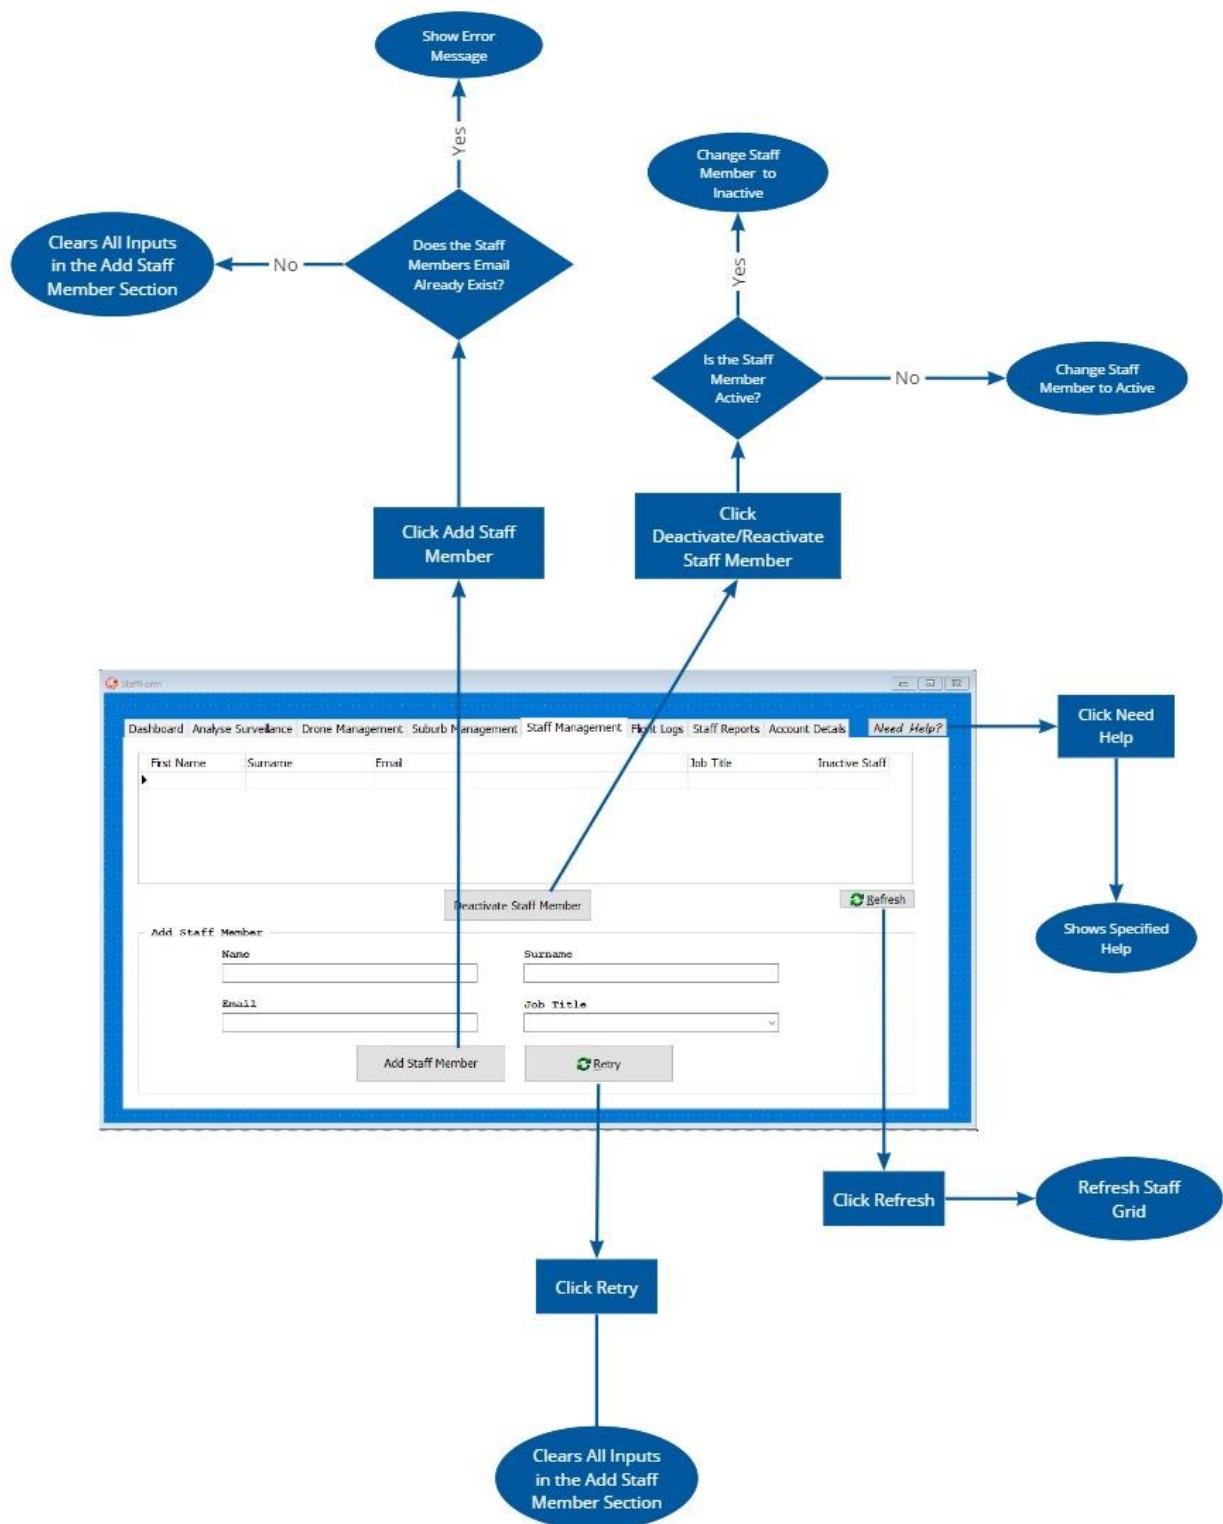 Show Error
Message
Yes
Change Staff
Member to
Inactive
Clears All Inputs
in the Add Staff
Member Section
No
Does the Staff
Members Email
Already Exist?
Yes
Is the Staff
Member
Active?
No
Change Staff
Member to Active
Click Add Staff
Member
Click
Deactivate/Reactivate
Staff Member
StaffForm
Dashboard Analyse Surveillance Drone Management Suburb Management Staff Management Flight Logs Staff Reports Account Details Need Help?
Click Need
Help
First Name Surname Email Job Title Inactive Staff
Deactivate Staff Member
Refresh
Shows Specified
Help
Add Staff Member
Name Surname
Email Job Title
Add Staff Member Retry
Click Refresh
Refresh Staff
Grid
Click Retry
Clears All Inputs
in the Add Staff
Member Section